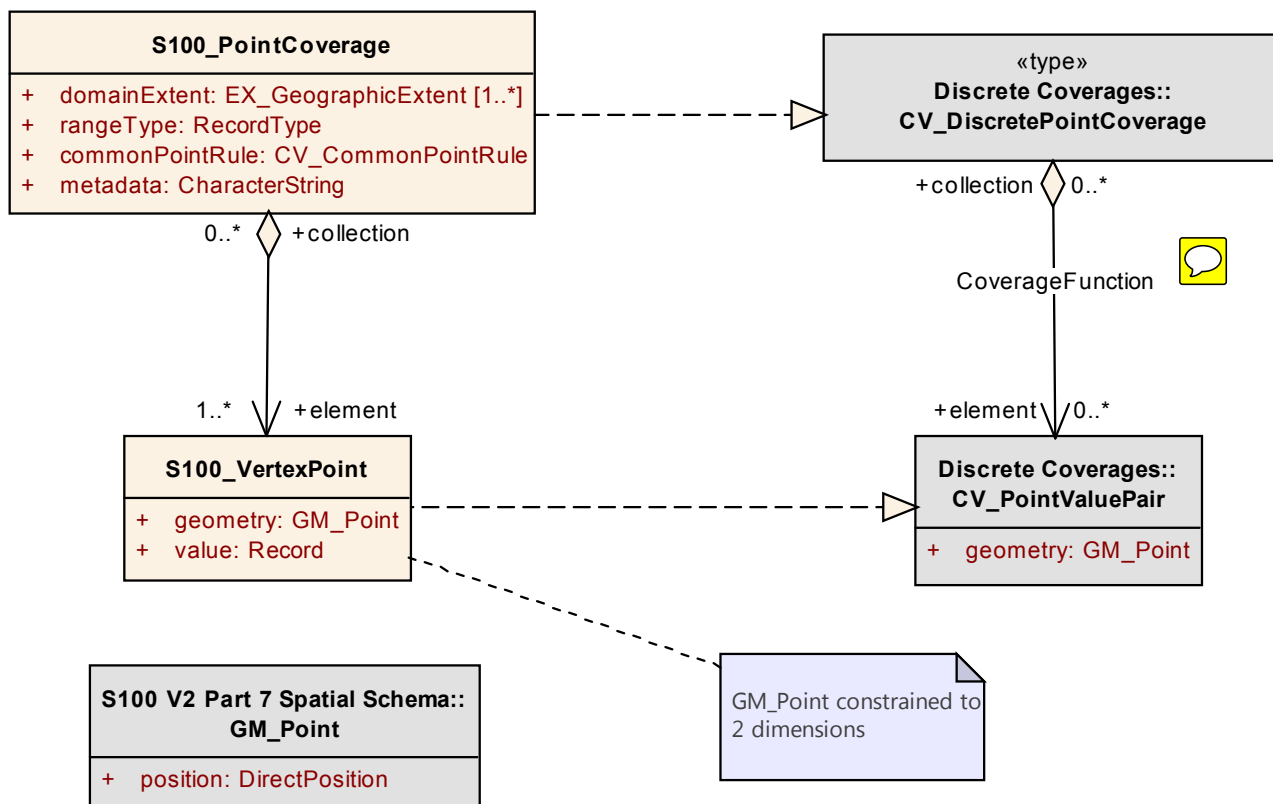 S100_PointCoverage
+ domainExtent: EX_GeographicExtent [1..*]
+ rangeType: RecordType
+ commonPointRule: CV_CommonPointRule
+ metadata: CharacterString
«type»
Discrete Coverages::
CV_DiscretePointCoverage
0..* +collection
+collection 0..*
CoverageFunction
1..* +element
+element 0..*
S100_VertexPoint
+ geometry: GM_Point
+ value: Record
Discrete Coverages::
CV_PointValuePair
+ geometry: GM_Point
S100 V2 Part 7 Spatial Schema::
GM_Point
+ position: DirectPosition
GM_Point constrained to
2 dimensions